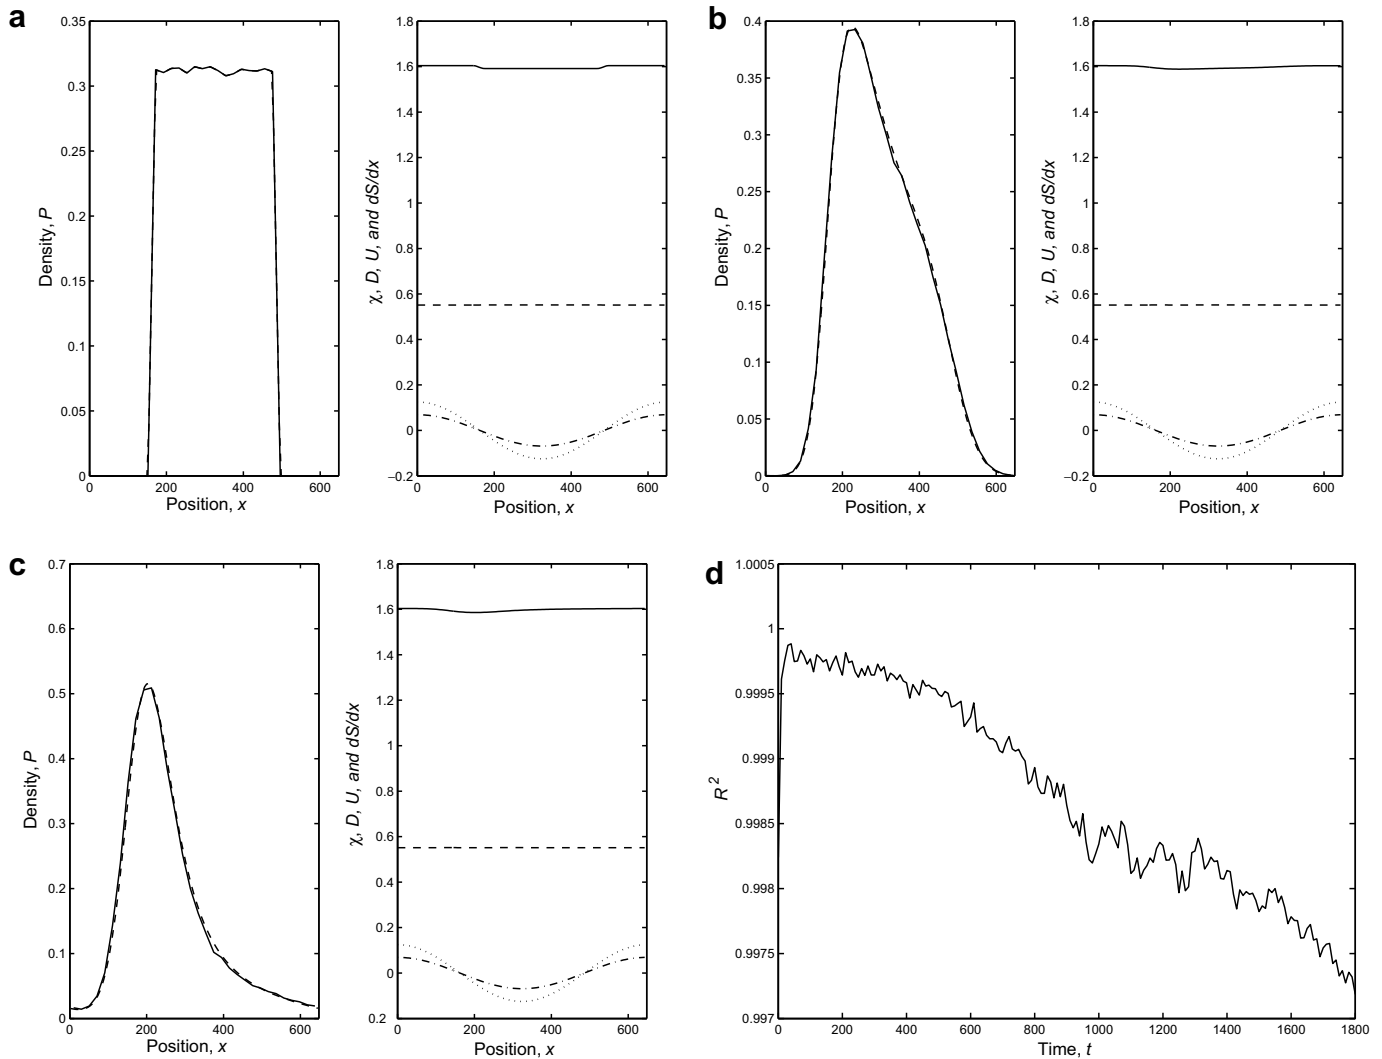 a
Density, P
0.35
0.3
0.25
0.2
0.15
0.1
0.05
0
0 200 400 600
Position, x
χ, D, U, and dS/dx
1.8
1.6
1.4
1.2
1
0.8
0.6
0.4
0.2
0
–0.2
0 200 400 600
Position, x
b
Density, P
0.4
0.35
0.3
0.25
0.2
0.15
0.1
0.05
0
0 200 400 600
Position, x
χ, D, U, and dS/dx
1.8
1.6
1.4
1.2
1
0.8
0.6
0.4
0.2
0
–0.2
0 200 400 600
Position, x
c
Density, P
0.7
0.6
0.5
0.4
0.3
0.2
0.1
0
0 200 400 600
Position, x
χ, D, U, and dS/dx
1.8
1.6
1.4
1.2
1
0.8
0.6
0.4
0.2
0
0.2
0 200 400 600
Position, x
d
R²
1.0005
1
0.9995
0.999
0.9985
0.998
0.9975
0.997
0 200 400 600 800 1000 1200 1400 1600 1800
Time, t